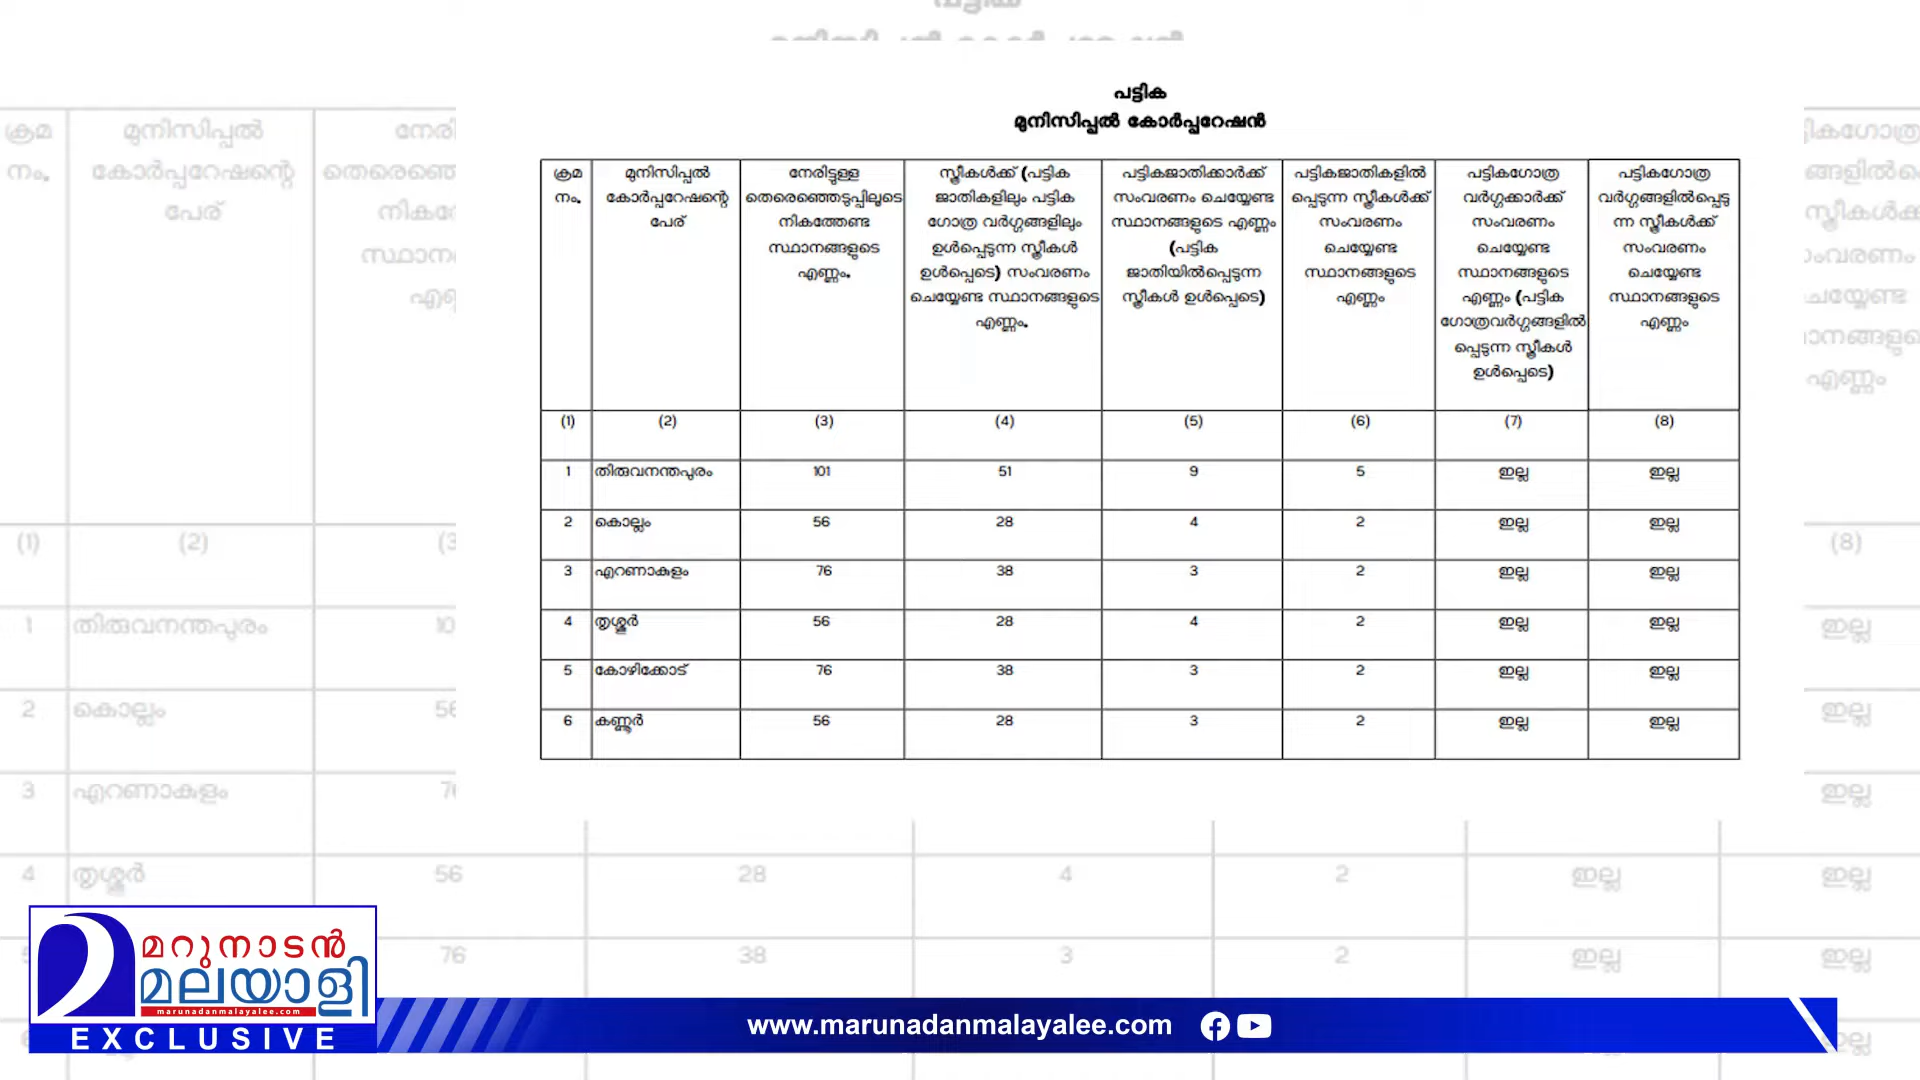 പട്ടിക
മുനിസിപ്പൽ കോർപ്പറേഷൻ
ക്രമ
നം.
മുനിസിപ്പൽ
കോർപ്പറേഷന്റെ
പേര്
നേരിട്ടുള്ള
തെരെഞ്ഞെടുപ്പിലൂടെ
നികത്തേണ്ട
സ്ഥാനങ്ങളുടെ
എണ്ണം.
സ്ത്രീകൾക്ക് (പട്ടിക
ജാതികളിലും പട്ടിക
ഗോത്ര വർഗ്ഗങ്ങളിലും
ഉൾപ്പെടുന്ന സ്ത്രീകൾ
ഉൾപ്പെടെ) സംവരണം
ചെയ്യേണ്ട സ്ഥാനങ്ങളുടെ
എണ്ണം.
പട്ടികജാതിക്കാർക്ക്
സംവരണം ചെയ്യേണ്ട
സ്ഥാനങ്ങളുടെ എണ്ണം
(പട്ടിക
ജാതിയിൽപ്പെടുന്ന
സ്ത്രീകൾ ഉൾപ്പെടെ)
പട്ടികജാതികളിൽ
പ്പെടുന്ന സ്ത്രീകൾക്ക്
സംവരണം
ചെയ്യേണ്ട
സ്ഥാനങ്ങളുടെ
എണ്ണം
പട്ടികഗോത്ര
വർഗ്ഗക്കാർക്ക്
സംവരണം
ചെയ്യേണ്ട
സ്ഥാനങ്ങളുടെ
എണ്ണം (പട്ടിക
ഗോത്രവർഗ്ഗങ്ങളിൽ
പ്പെടുന്ന സ്ത്രീകൾ
ഉൾപ്പെടെ)
പട്ടികഗോത്ര
വർഗ്ഗങ്ങളിൽപ്പെടു
ന്ന സ്ത്രീകൾക്ക്
സംവരണം
ചെയ്യേണ്ട
സ്ഥാനങ്ങളുടെ
എണ്ണം
(1) (2) (3) (4) (5) (6) (7) (8)
1 തിരുവനന്തപുരം 101 51 9 5 ഇല്ല ഇല്ല
2 കൊല്ലം 56 28 4 2 ഇല്ല ഇല്ല
3 എറണാകുളം 76 38 3 2 ഇല്ല ഇല്ല
4 തൃശ്ശൂർ 56 28 4 2 ഇല്ല ഇല്ല
5 കോഴിക്കോട് 76 38 3 2 ഇല്ല ഇല്ല
6 കണ്ണൂർ 56 28 3 2 ഇല്ല ഇല്ല
മറുനാടൻ
മലയാളി
marunadanmalayalee.com
EXCLUSIVE
www.marunadanmalayalee.com